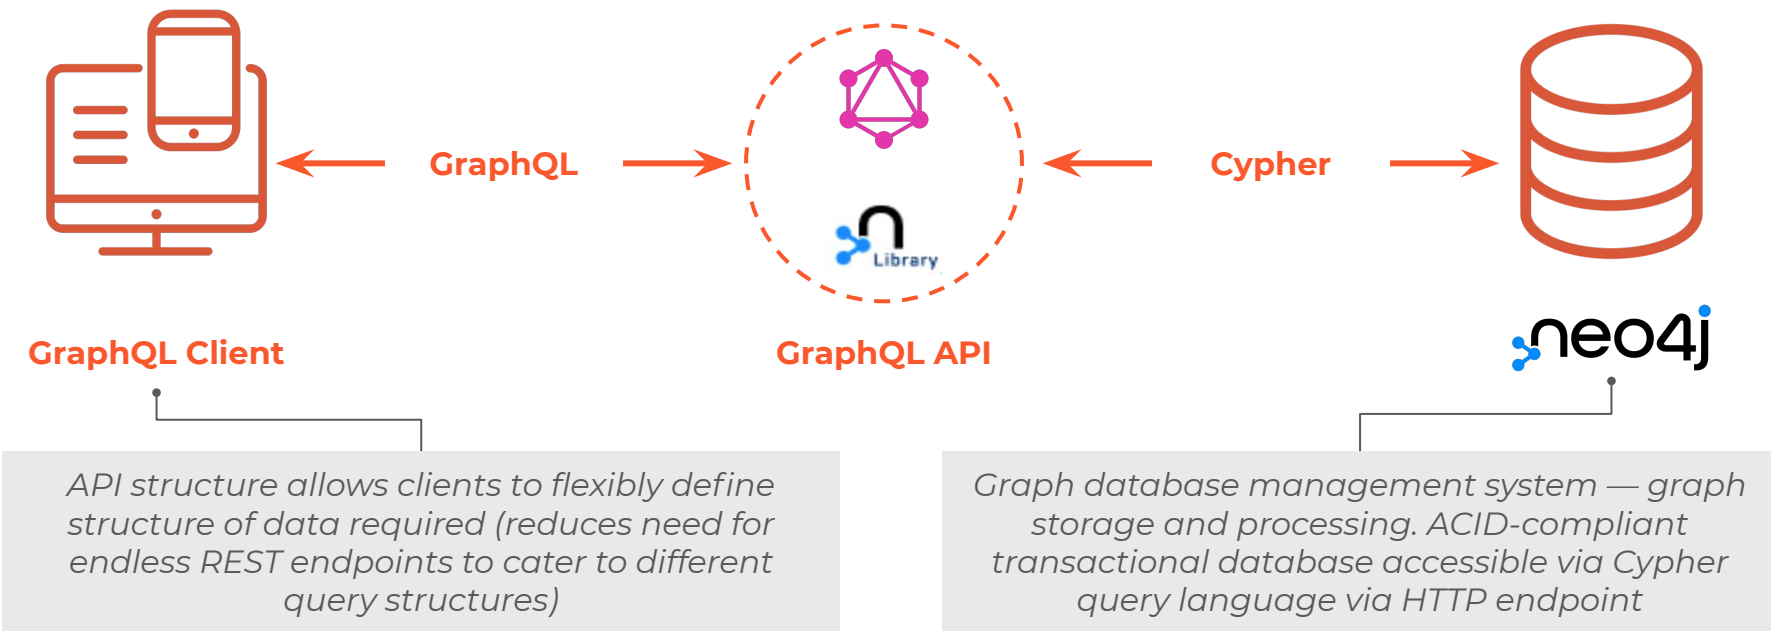 GraphQL
Cypher
Library
GraphQL Client
GraphQL API
neo4j
API structure allows clients to flexibly define
structure of data required (reduces need for
endless REST endpoints to cater to different
query structures)
Graph database management system — graph
storage and processing. ACID-compliant
transactional database accessible via Cypher
query language via HTTP endpoint